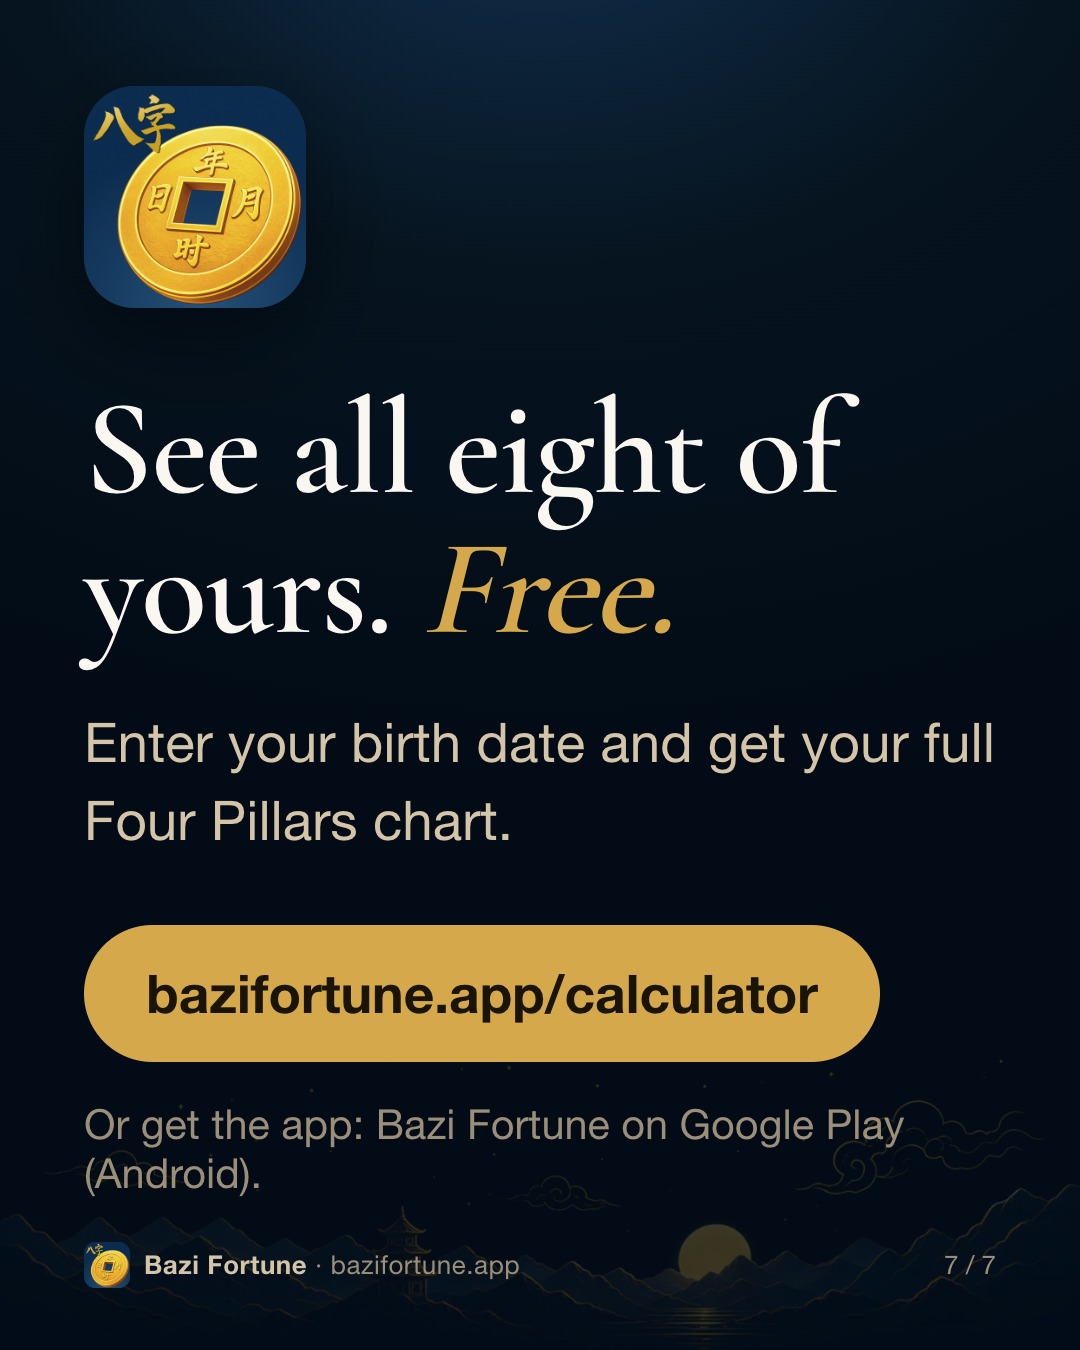 八字
年
日 月
时
See all eight of
yours. Free.
Enter your birth date and get your full
Four Pillars chart.
bazifortune.app/calculator
Or get the app: Bazi Fortune on Google Play
(Android).
八字
Bazi Fortune · bazifortune.app
7 / 7